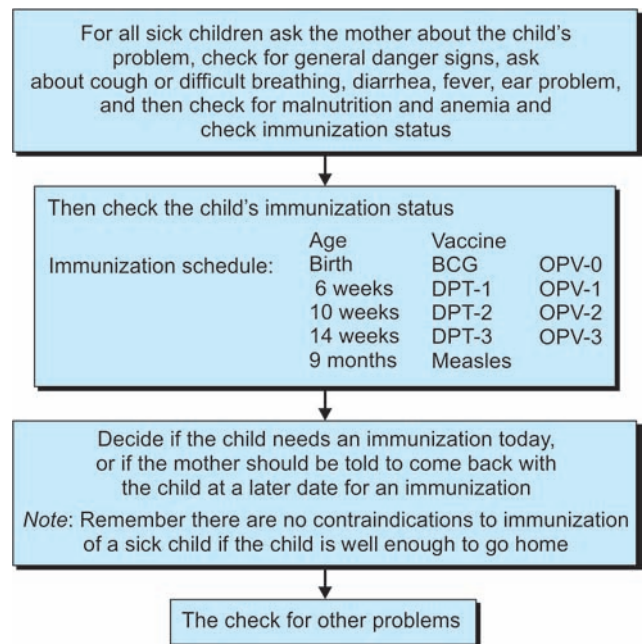 For all sick children ask the mother about the child's
problem, check for general danger signs, ask
about cough or difficult breathing, diarrhea, fever, ear problem,
and then check for malnutrition and anemia and
check immunization status
Then check the child's immunization status
Age Vaccine
Immunization schedule: Birth BCG OPV-0
6 weeks DPT-1 OPV-1
10 weeks DPT-2 OPV-2
14 weeks DPT-3 OPV-3
9 months Measles
Decide if the child needs an immunization today,
or if the mother should be told to come back with
the child at a later date for an immunization
Note: Remember there are no contraindications to immunization
of a sick child if the child is well enough to go home
The check for other problems